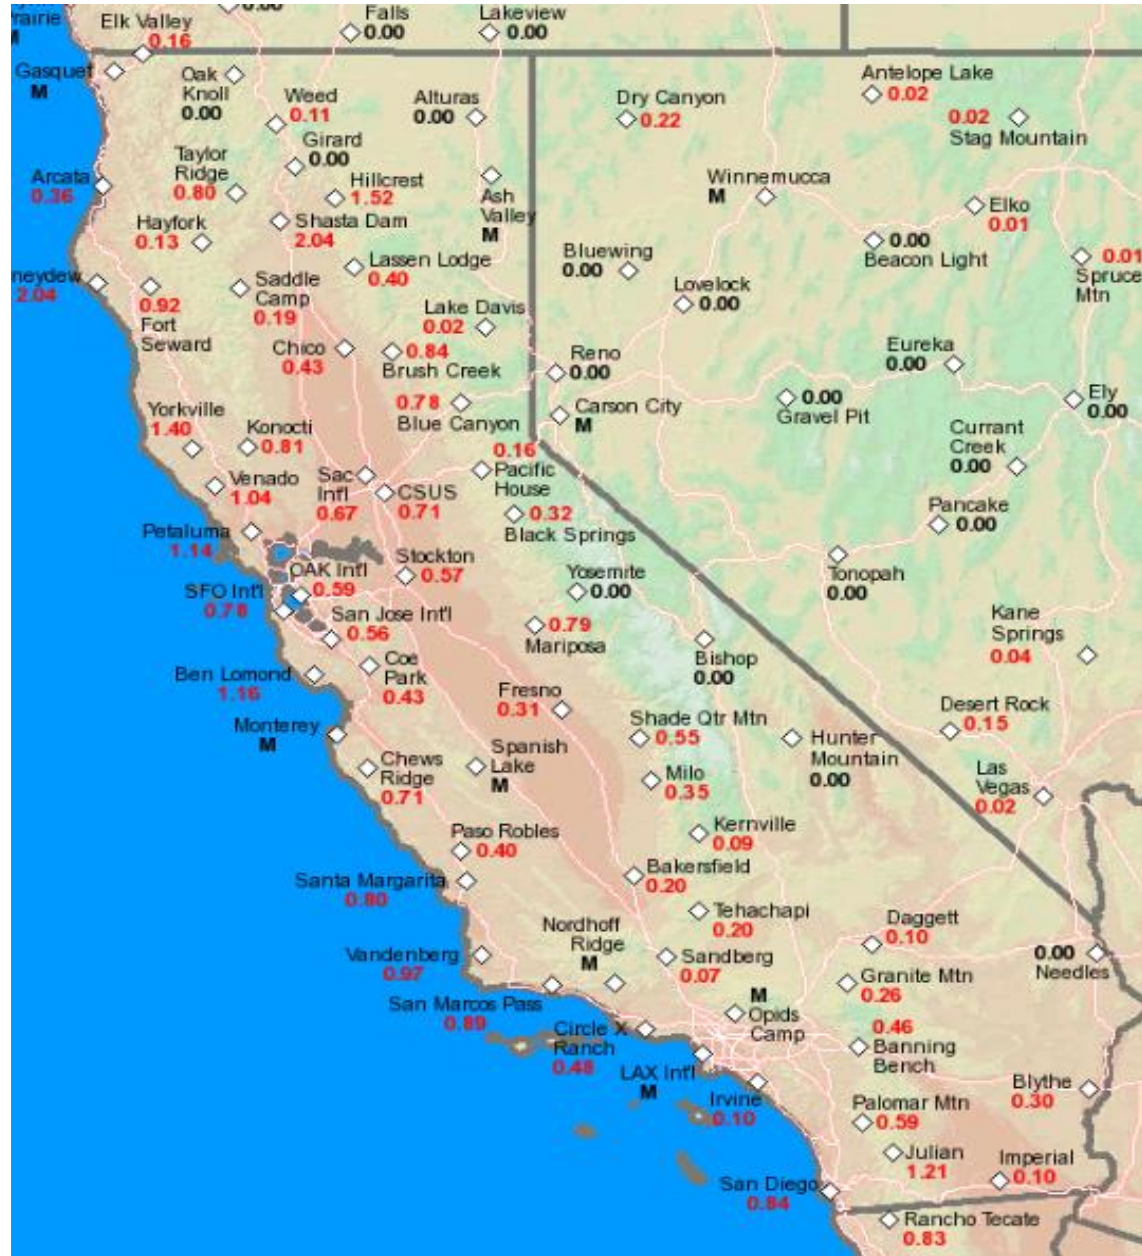 Prairie
M
Elk Valley
0.16
0.00
Falls
0.00
Lakeview
0.00
Gasquet
M
Oak
Knoll
0.00
Weed
0.11
Alturas
0.00
Dry Canyon
0.22
Antelope Lake
0.02
0.02
Stag Mountain
Girard
0.00
Taylor
Ridge
0.80
Arcata
0.36
Hillcrest
1.52
Ash
Valley
M
Winnemucca
M
Elko
0.01
Hayfork
0.13
Shasta Dam
2.04
0.00
Beacon Light
Bluewing
0.00
0.01
Spruce
Mtn
neydew
2.04
0.92
Fort
Seward
Saddle
Camp
0.19
Lassen Lodge
0.40
Lovelock
0.00
Lake Davis
0.02
Chico
0.43
0.84
Brush Creek
Reno
0.00
Eureka
0.00
0.78
Blue Canyon
Carson City
M
0.00
Gravel Pit
Ely
0.00
Yorkville
1.40
Konocti
0.81
0.16
Pacific
House
Currant
Creek
0.00
Venado
1.04
Sac
Int'l
0.67
CSUS
0.71
0.32
Black Springs
Pancake
0.00
Petaluma
1.14
OAK Int'l
0.59
Stockton
0.57
Yosemite
0.00
Tonopah
0.00
SFO Int'l
0.78
San Jose Int'l
0.56
0.79
Mariposa
Kane
Springs
0.04
Ben Lomond
1.16
Coe
Park
0.43
Bishop
0.00
Fresno
0.31
Shade Qtr Mtn
0.55
Desert Rock
0.15
Monterey
M
Hunter
Mountain
0.00
Chews
Ridge
0.71
Spanish
Lake
M
Milo
0.35
Las
Vegas
0.02
Paso Robles
0.40
Kernville
0.09
Santa Margarita
0.80
Bakersfield
0.20
Tehachapi
0.20
Nordhoff
Ridge
M
Daggett
0.10
Vandenberg
0.97
Sandberg
0.07
0.00
Needles
San Marcos Pass
0.89
M
Opids
Camp
Granite Mtn
0.26
Circle X
Ranch
0.48
0.46
Banning
Bench
LAX Int'l
M
Irvine
0.10
Blythe
0.30
Palomar Mtn
0.59
Julian
1.21
Imperial
0.10
San Diego
0.84
Rancho Tecate
0.83